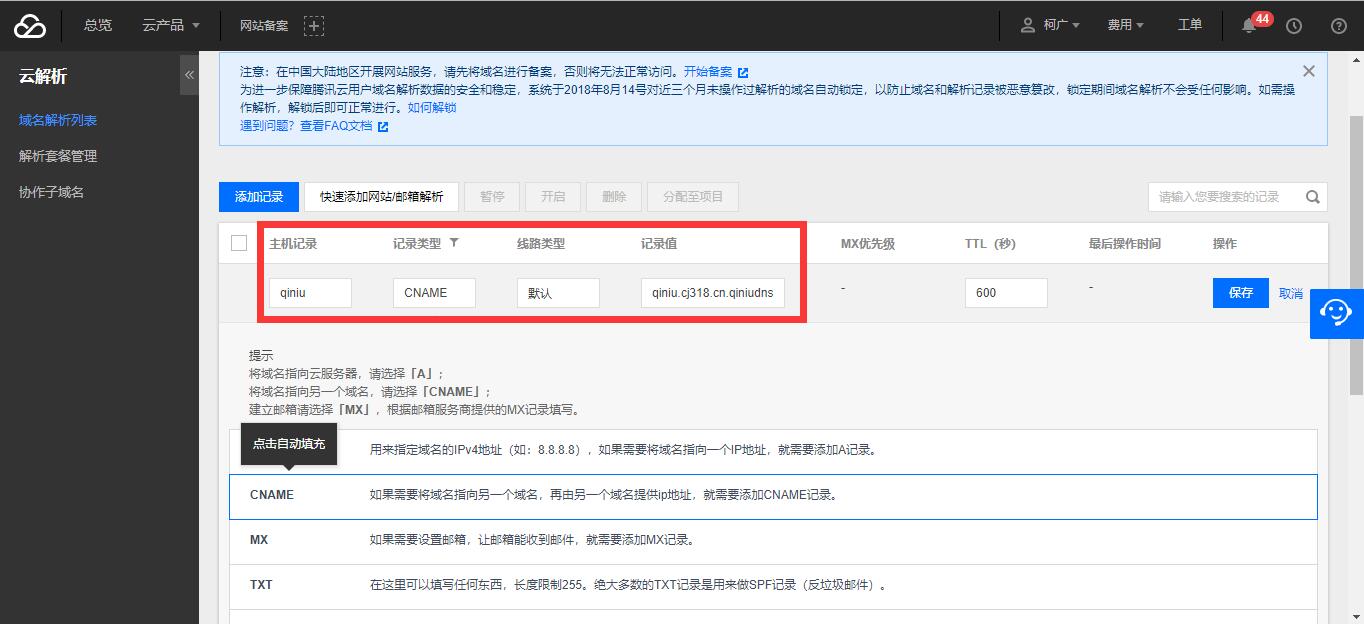 总览 云产品 网站备案 柯广 费用 工单 44
云解析
«
域名解析列表
解析套餐管理
协作子域名
注意：在中国大陆地区开展网站服务，请先将域名进行备案，否则将无法正常访问。开始备案
为进一步保障腾讯云用户域名解析数据的安全和稳定，系统于2018年8月14号对近三个月未操作过解析的域名自动锁定，以防止域名和解析记录被恶意篡改，锁定期间域名解析不会受任何影响。如需操
作解析，解锁后即可正常进行。如何解锁
遇到问题？查看FAQ文档
添加记录 快速添加网站/邮箱解析 暂停 开启 删除 分配至项目 请输入您要搜索的记录
主机记录 记录类型 线路类型 记录值 MX优先级 TTL（秒） 最后操作时间 操作
qiniu CNAME 默认 qiniu.cj318.cn.qiniudns - 600 - 保存 取消
提示
将域名指向云服务器，请选择「A」；
将域名指向另一个域名，请选择「CNAME」；
建立邮箱请选择「MX」，根据邮箱服务商提供的MX记录填写。
点击自动填充
用来指定域名的IPv4地址（如：8.8.8.8），如果需要将域名指向一个IP地址，就需要添加A记录。
CNAME 如果需要将域名指向另一个域名，再由另一个域名提供ip地址，就需要添加CNAME记录。
MX 如果需要设置邮箱，让邮箱能收到邮件，就需要添加MX记录。
TXT 在这里可以填写任何东西，长度限制255。绝大多数的TXT记录是用来做SPF记录（反垃圾邮件）。